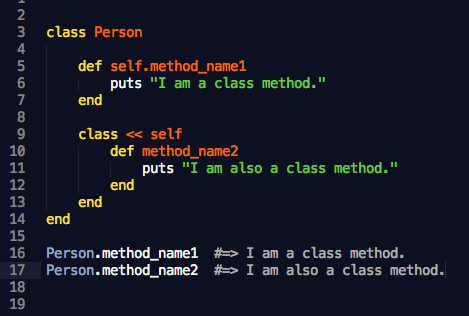 1
2
3 class Person
4
5     def self.method_name1
6         puts "I am a class method."
7     end
8
9     class << self
10         def method_name2
11             puts "I am also a class method."
12         end
13     end
14 end
15
16 Person.method_name1  #=> I am a class method.
17 Person.method_name2  #=> I am also a class method.
18
19